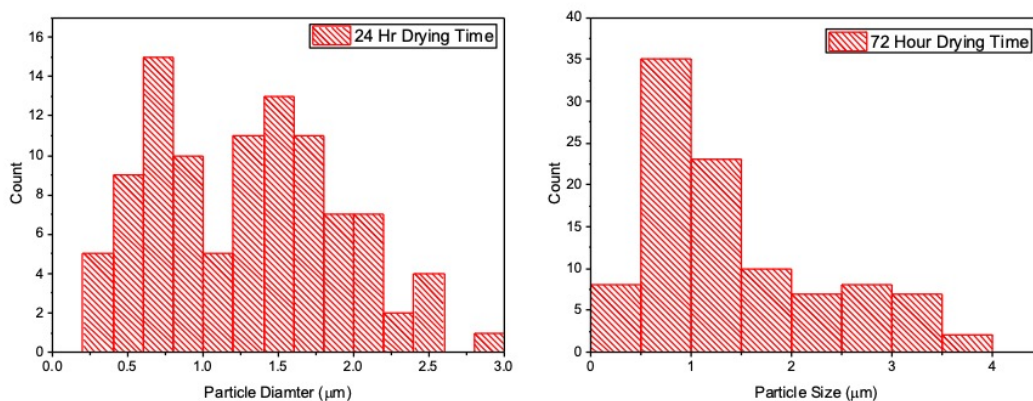 24 Hr Drying Time
16
14
12
10
8
6
4
2
0
Count
0.0 0.5 1.0 1.5 2.0 2.5 3.0
Particle Diamter (μm)
72 Hour Drying Time
40
35
30
25
20
15
10
5
0
Count
0 1 2 3 4
Particle Size (μm)